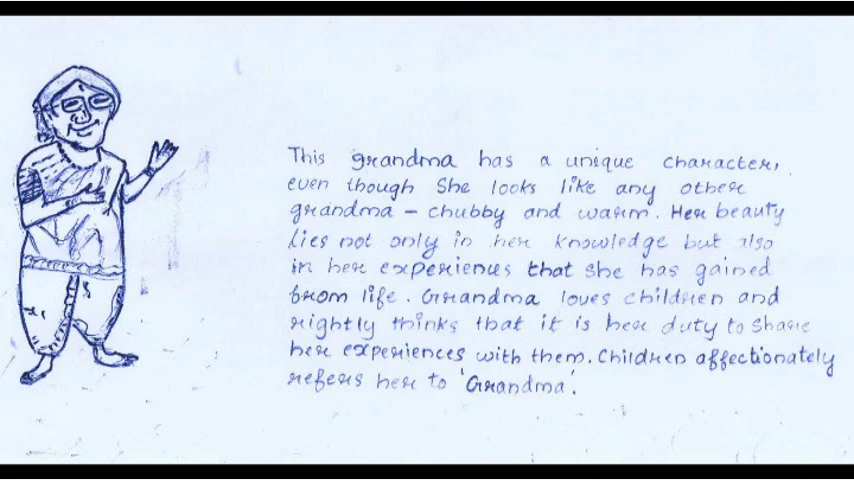 This grandma has a unique character,
even though She looks like any other
grandma - chubby and warm. Her beauty
lies not only in her knowledge but also
in her experiences that she has gained
from life. Grandma loves children and
rightly thinks that it is her duty to share
her experiences with them. Children affectionately
refers her to 'Grandma'.